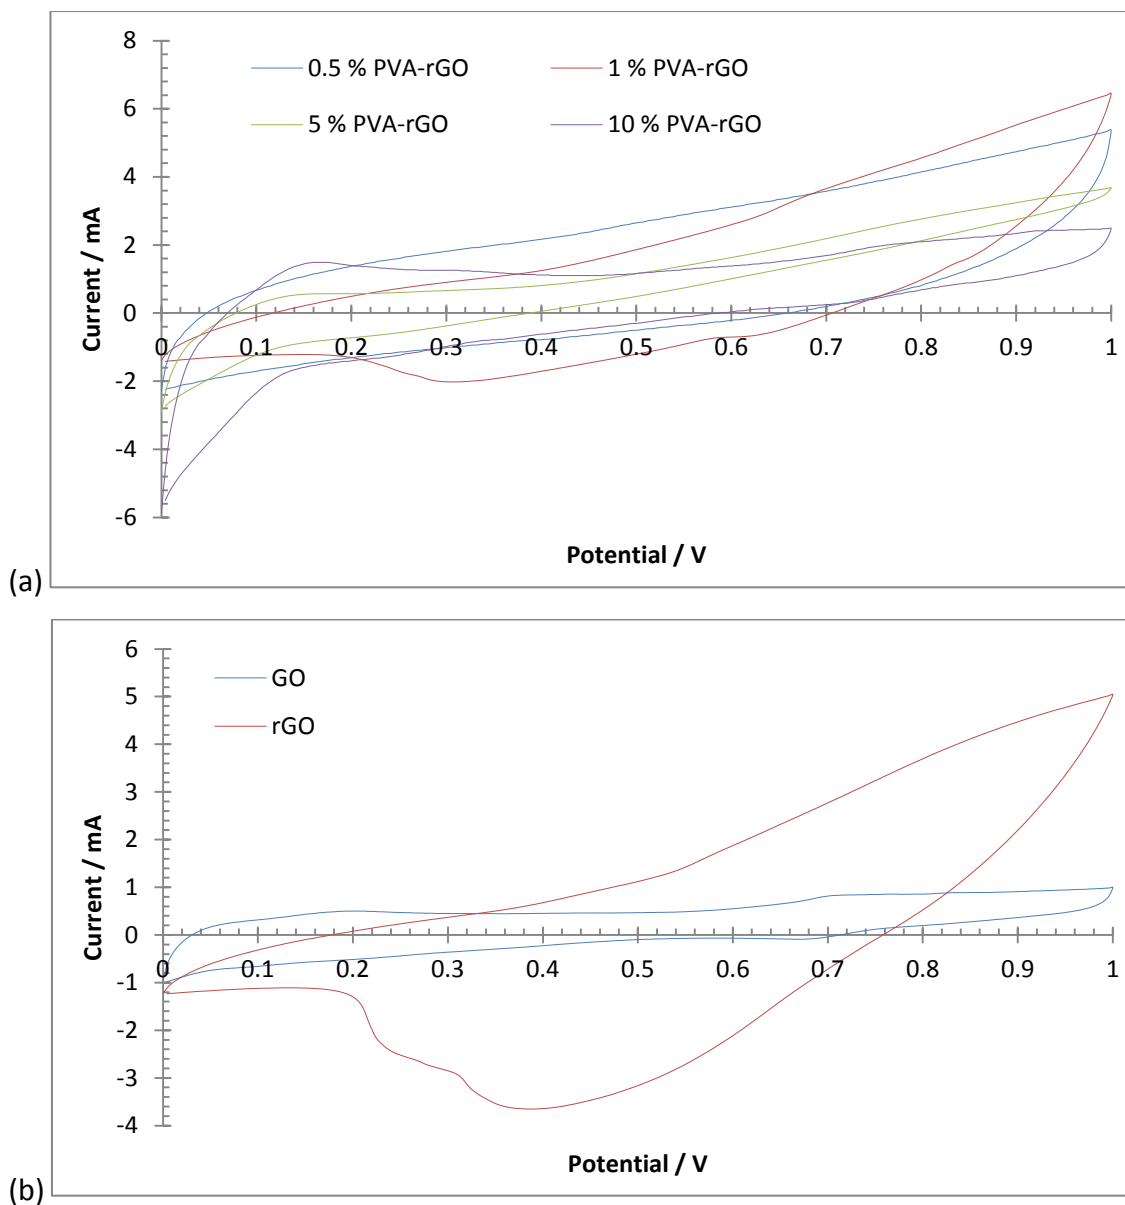 8
0.5 % PVA-rGO 1 % PVA-rGO
6
5 % PVA-rGO 10 % PVA-rGO
4
2
0
-2
-4
-6
Current / mA
0 0.1 0.2 0.3 0.4 0.5 0.6 0.7 0.8 0.9 1
Potential / V
(a)
6
GO
5
rGO
4
3
2
1
0
-1
-2
-3
-4
Current / mA
0 0.1 0.2 0.3 0.4 0.5 0.6 0.7 0.8 0.9 1
Potential / V
(b)